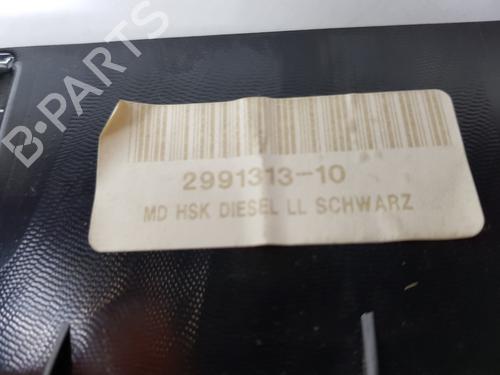 B-PARTS
2991313-10
MD HSK DIESEL LL SCHWARZ